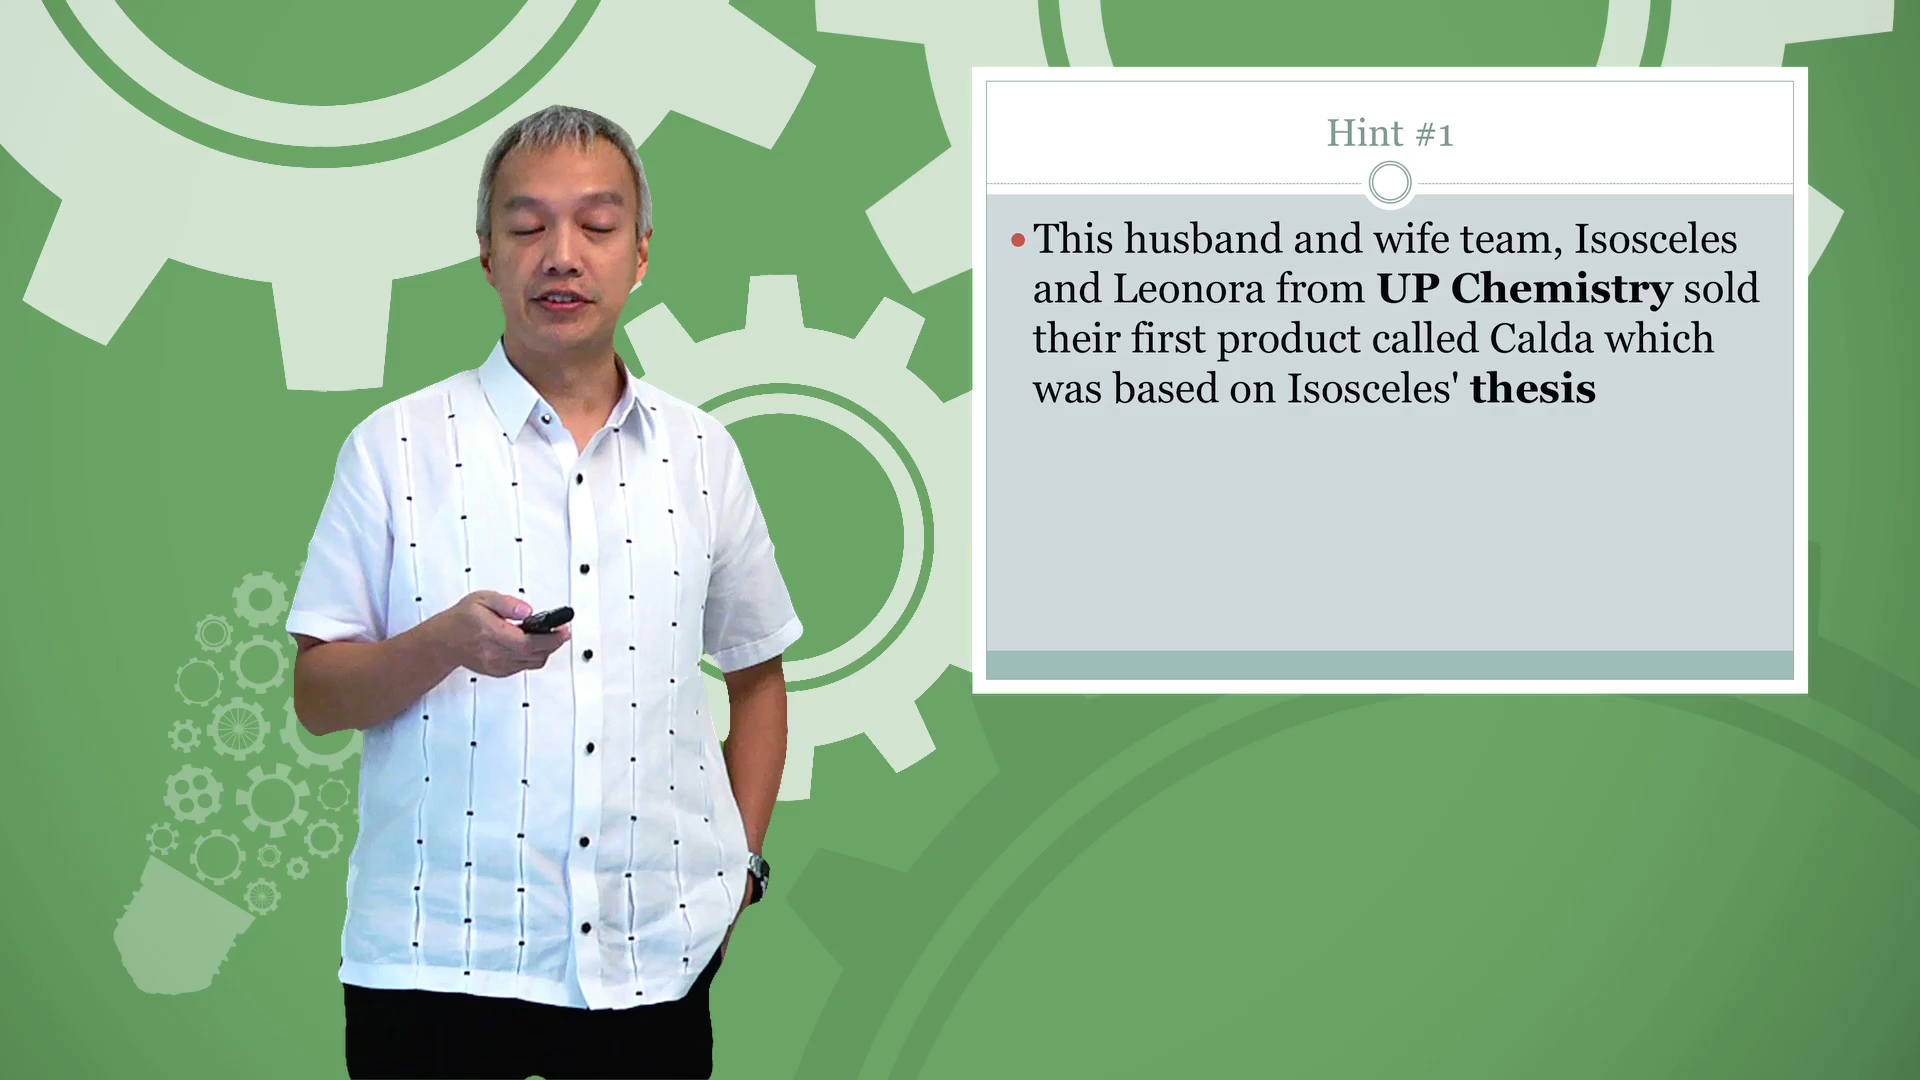 Hint #1
This husband and wife team, Isosceles
and Leonora from UP Chemistry sold
their first product called Calda which
was based on Isosceles' thesis